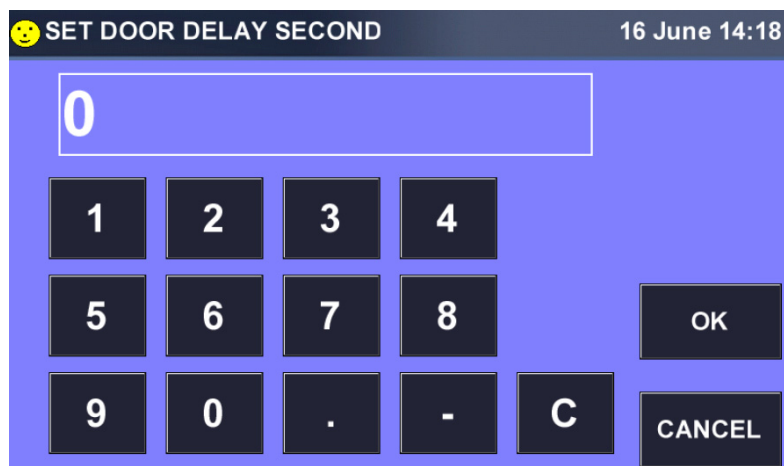 SET DOOR DELAY SECOND 16 June 14:18
0
1 2 3 4
5 6 7 8 OK
9 0 . - C CANCEL